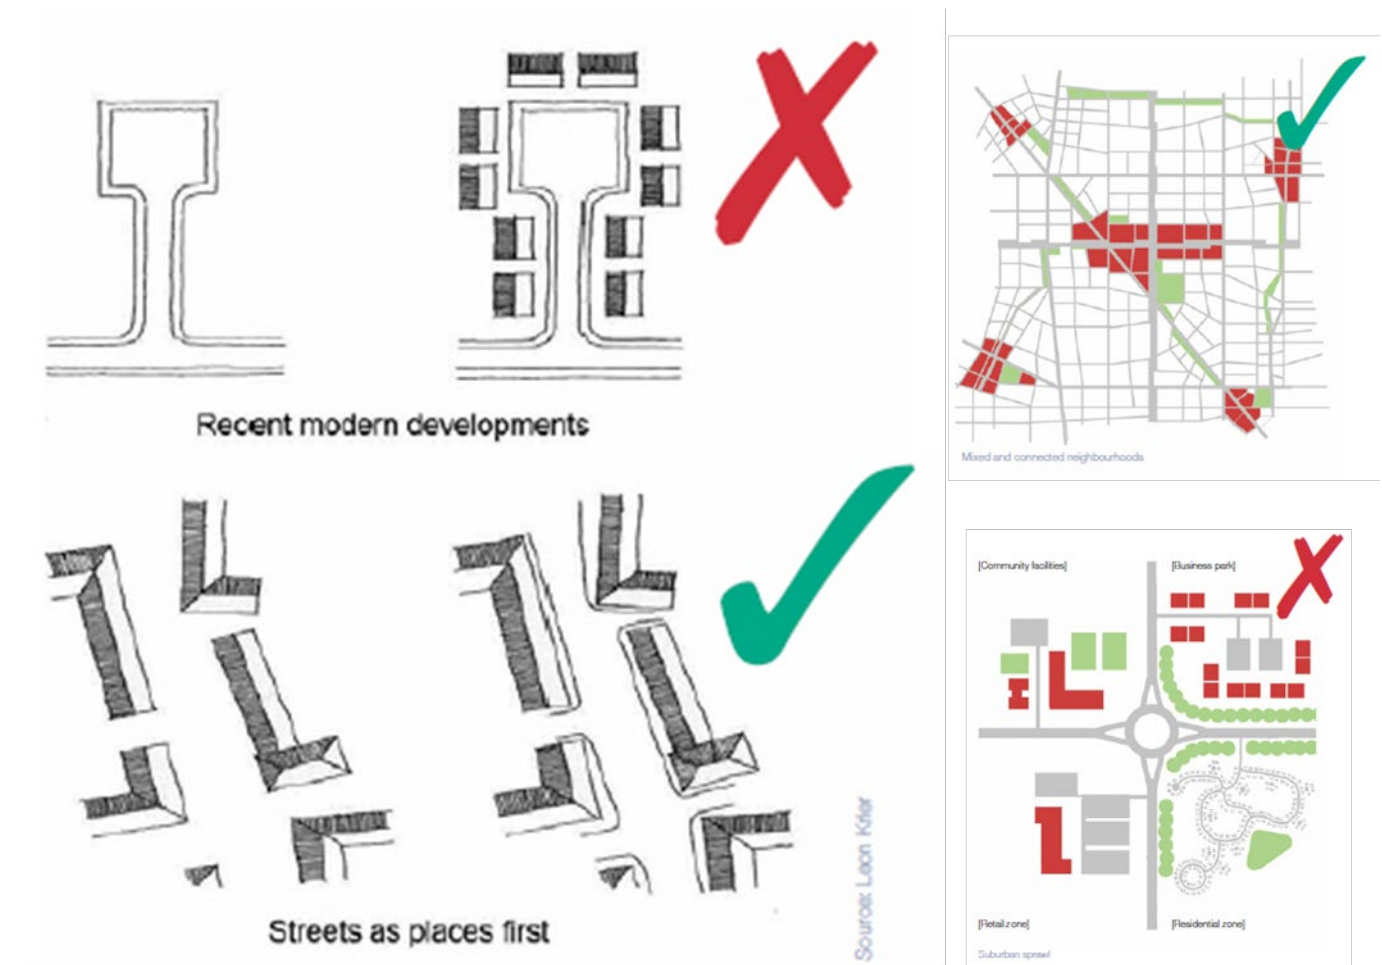 Recent modern developments
Streets as places first
Source: Leon Krier
Mixed and connected neighbourhoods
[Community facilities]
[Business park]
[Retail zone]
[Residential zone]
Suburban sprawl